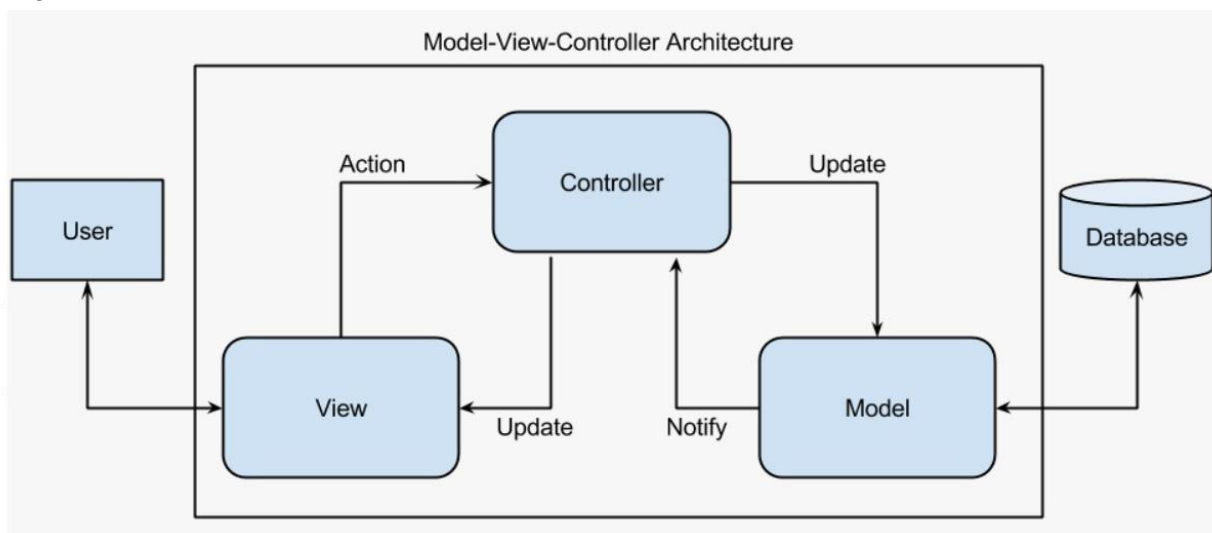 Model-View-Controller Architecture
Action
Controller
Update
User
Database
View
Update
Notify
Model